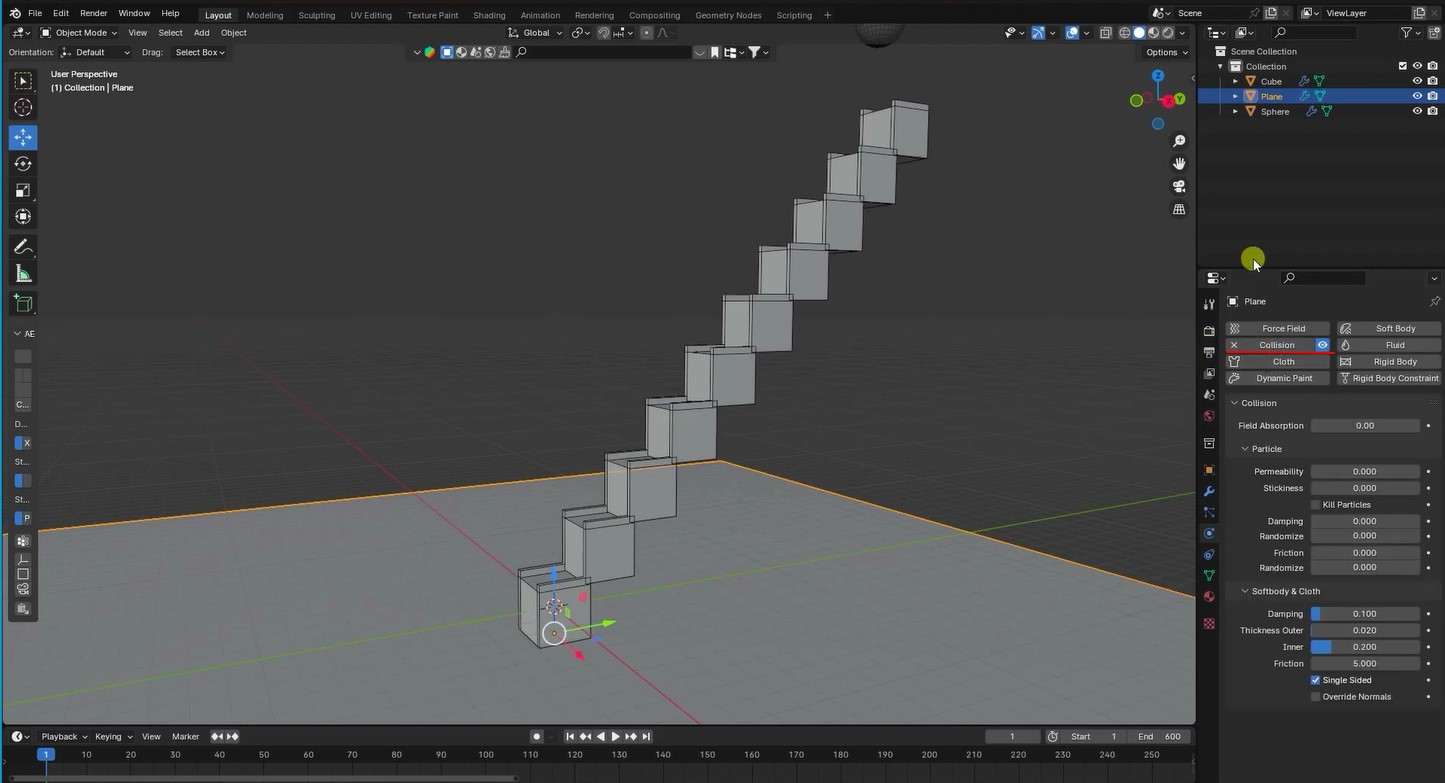 File Edit Render Window Help Layout Modeling Sculpting UV Editing Texture Paint Shading Animation Rendering Compositing Geometry Nodes Scripting + Scene ViewLayer
Object Mode View Select Add Object Global
Orientation: Default Drag: Select Box Options
User Perspective
(1) Collection | Plane
Z
X
Y
Scene Collection
Collection
Cube
Plane
Sphere
AE
C...
D...
X
St...
St...
P
Plane
Force Field Soft Body
Collision Fluid
Cloth Rigid Body
Dynamic Paint Rigid Body Constraint
Collision
Field Absorption 0.00
Particle
Permeability 0.000
Stickiness 0.000
Kill Particles
Damping 0.000
Randomize 0.000
Friction 0.000
Randomize 0.000
Softbody & Cloth
Damping 0.100
Thickness Outer 0.020
Inner 0.200
Friction 5.000
Single Sided
Override Normals
Playback Keying View Marker 1 Start 1 End 600
1 10 20 30 40 50 60 70 80 90 100 110 120 130 140 150 160 170 180 190 200 210 220 230 240 250